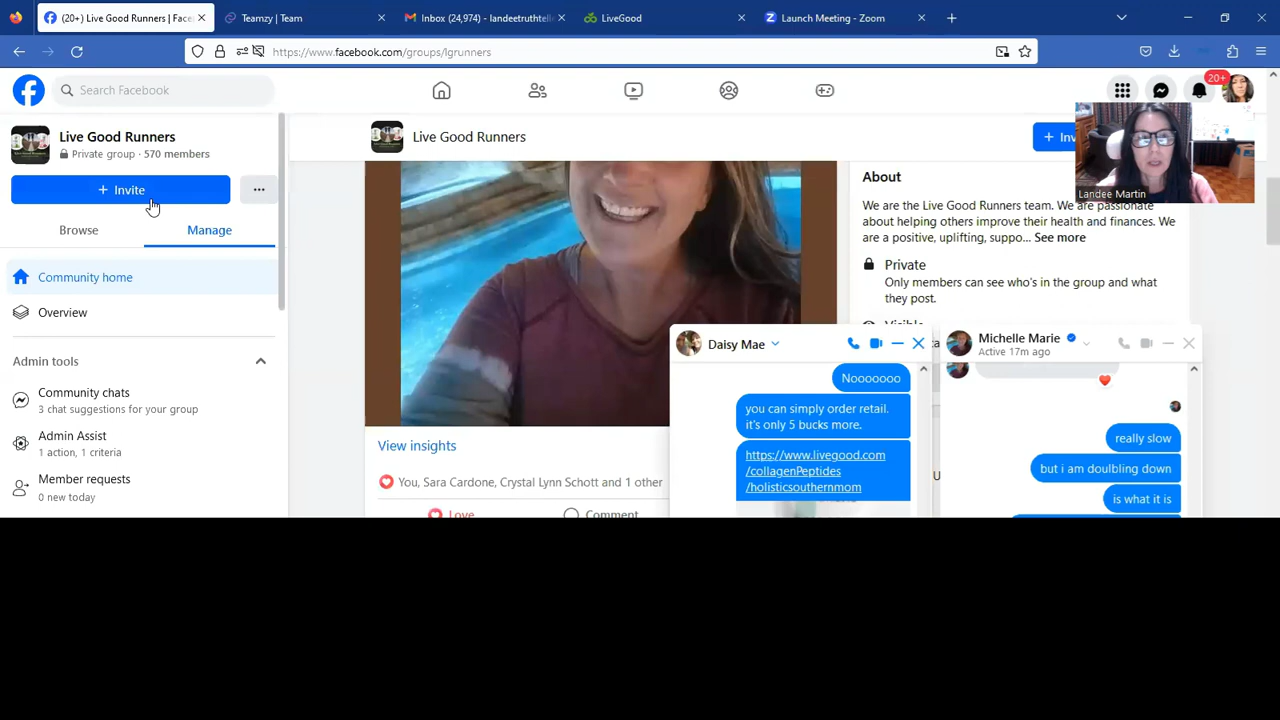 (20+) Live Good Runners | Face
Teamzy | Team
Inbox (24,974) - landeetruthtelle
LiveGood
Launch Meeting - Zoom
https://www.facebook.com/groups/lgrunners
Search Facebook
20+
Live Good Runners
Private group · 570 members
+ Invite
Browse
Manage
Community home
Overview
Admin tools
Community chats
3 chat suggestions for your group
Admin Assist
1 action, 1 criteria
Member requests
0 new today
Live Good Runners
+ Inv
Landee Martin
About
We are the Live Good Runners team. We are passionate
about helping others improve their health and finances. We
are a positive, uplifting, suppo... See more
Private
Only members can see who's in the group and what
they post.
View insights
You, Sara Cardone, Crystal Lynn Schott and 1 other
Love
Comment
Daisy Mae
Nooooooo
you can simply order retail.
it's only 5 bucks more.
https://www.livegood.com
/collagenPeptides
/holisticsouthernmom
Michelle Marie
Active 17m ago
really slow
but i am doulbling down
is what it is